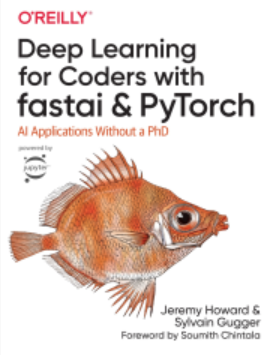 O'REILLY®
Deep Learning
for Coders with
fastai & PyTorch
AI Applications Without a PhD
powered by
jupyter
Jeremy Howard &
Sylvain Gugger
Foreword by Soumith Chintala